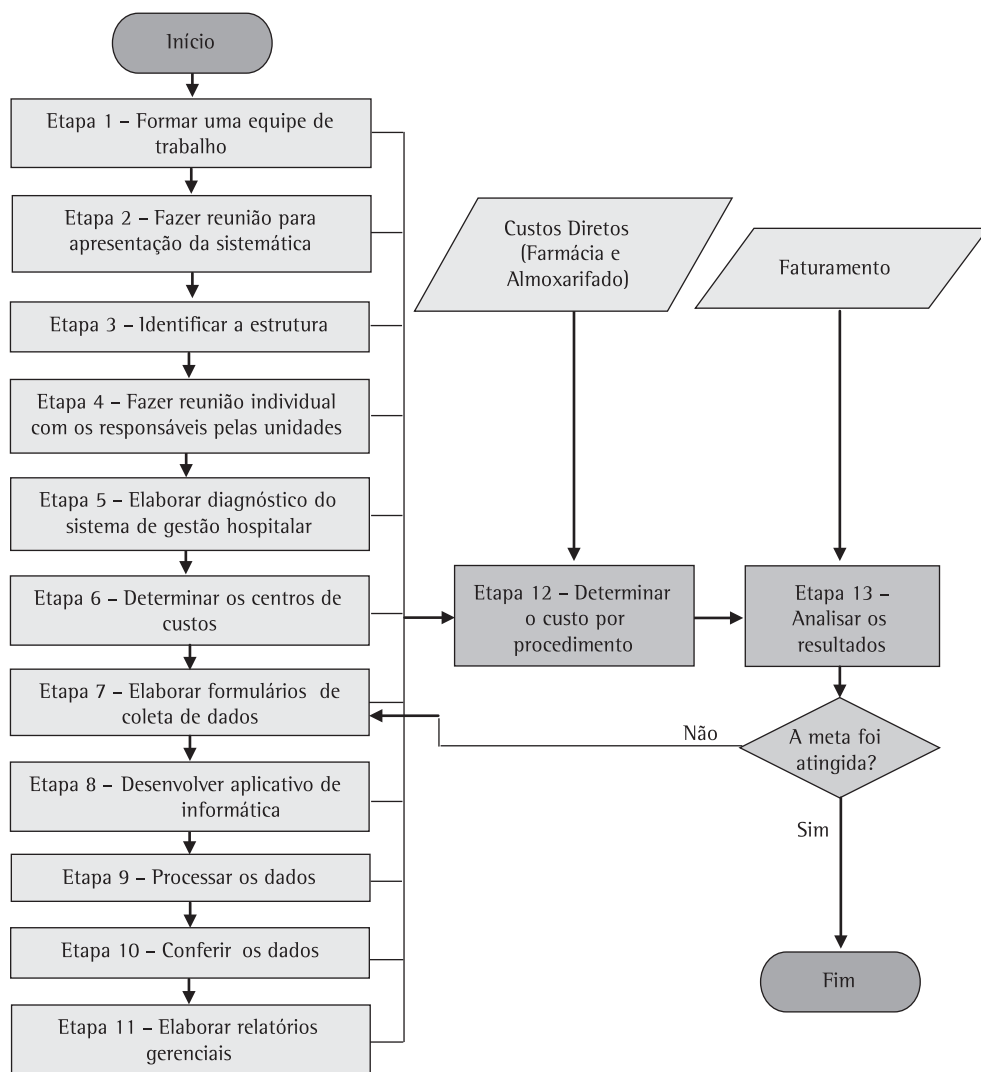 Início
Etapa 1 – Formar uma equipe de
trabalho
Etapa 2 – Fazer reunião para
apresentação da sistemática
Etapa 3 – Identificar a estrutura
Etapa 4 – Fazer reunião individual
com os responsáveis pelas unidades
Etapa 5 – Elaborar diagnóstico do
sistema de gestão hospitalar
Etapa 6 – Determinar os centros de
custos
Etapa 7 – Elaborar formulários de
coleta de dados
Etapa 8 – Desenvolver aplicativo de
informática
Etapa 9 – Processar os dados
Etapa 10 – Conferir os dados
Etapa 11 – Elaborar relatórios
gerenciais
Custos Diretos
(Farmácia e
Almoxarifado)
Faturamento
Etapa 12 – Determinar
o custo por
procedimento
Etapa 13 –
Analisar os
resultados
A meta foi
atingida?
Não
Sim
Fim